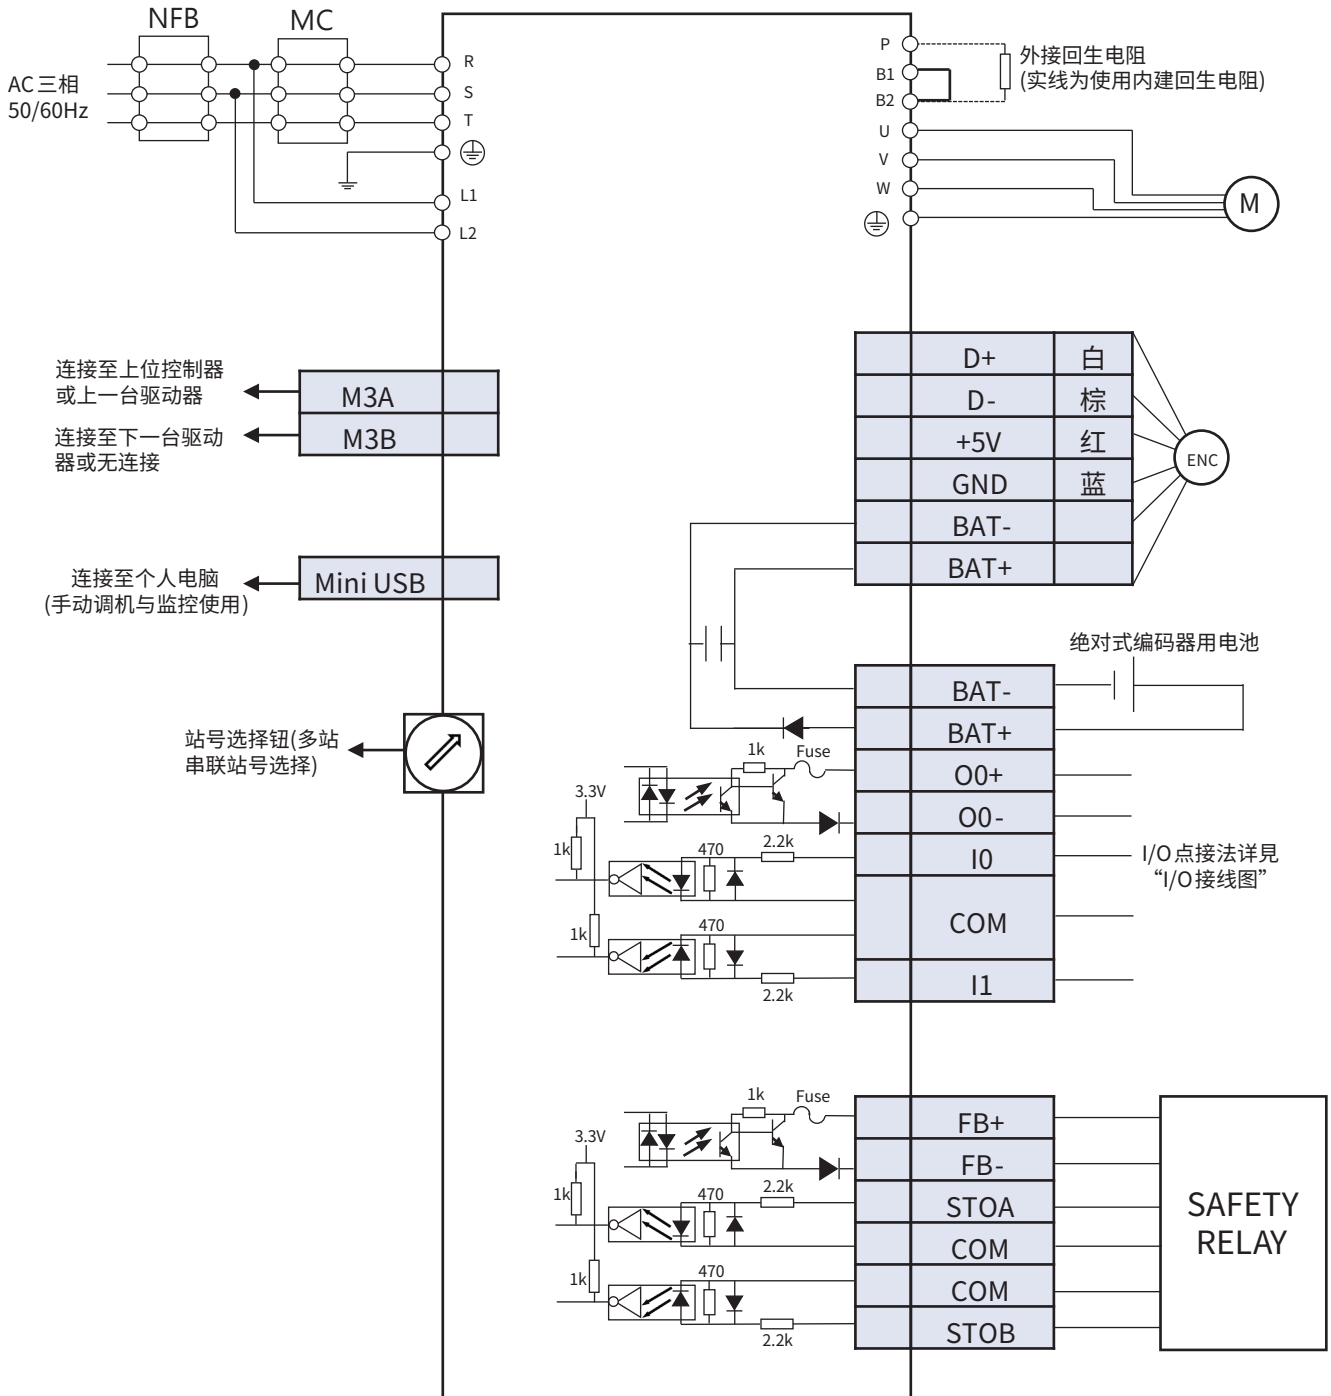 NFB
MC
AC三相
50/60Hz
R
S
T
L1
L2
P
B1
B2
U
V
W
外接回生电阻
(实线为使用内建回生电阻)
M
连接至上位控制器
或上一台驱动器
M3A
连接至下一台驱动
器或无连接
M3B
连接至个人电脑
(手动调机与监控使用)
Mini USB
站号选择钮(多站
串联站号选择)
D+ 白
D- 棕
+5V 红
GND 蓝
BAT-
BAT+
ENC
绝对式编码器用电池
BAT-
BAT+
O0+
O0-
I0
COM
I1
1k
Fuse
3.3V
1k
470
2.2k
1k
470
2.2k
I/O点接法详見
“I/O接线图”
1k
Fuse
3.3V
1k
470
2.2k
1k
470
2.2k
FB+
FB-
STOA
COM
COM
STOB
SAFETY
RELAY